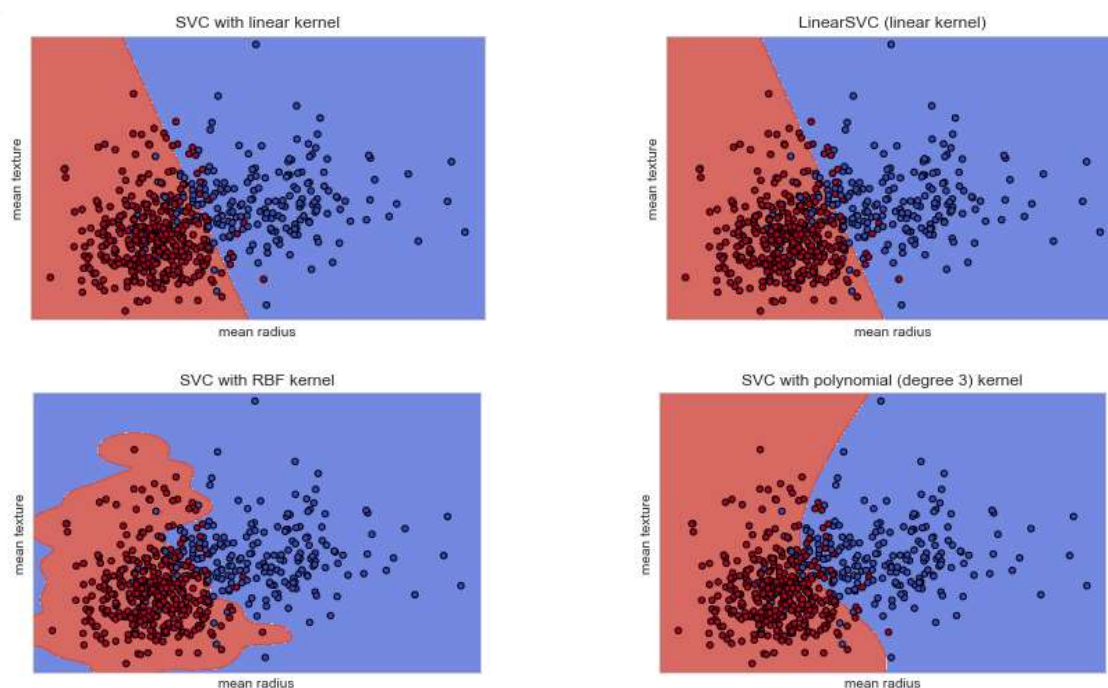 SVC with linear kernel
mean texture
mean radius
LinearSVC (linear kernel)
mean texture
mean radius
SVC with RBF kernel
mean texture
mean radius
SVC with polynomial (degree 3) kernel
mean texture
mean radius